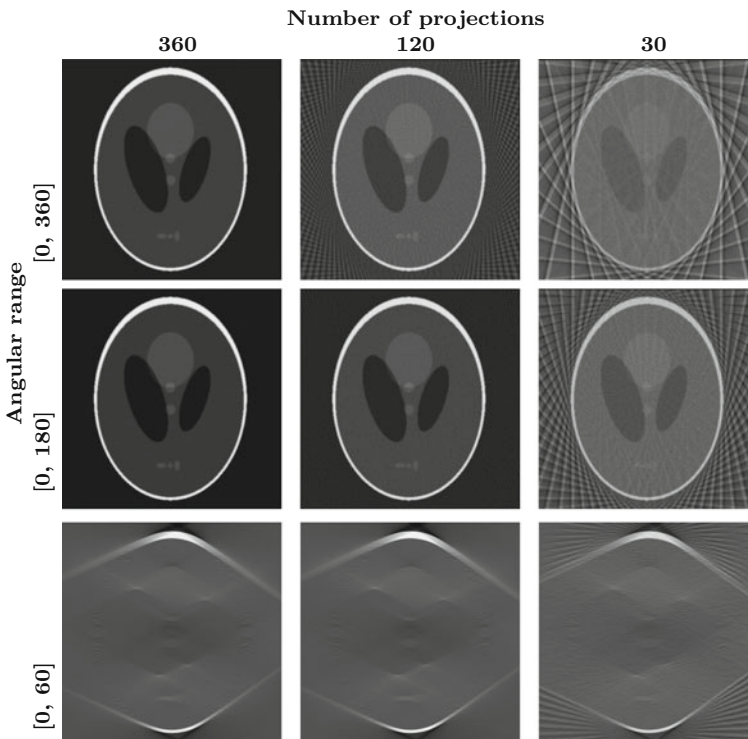 Number of projections
360 120 30
Angular range
[0, 360]
[0, 180]
[0, 60]